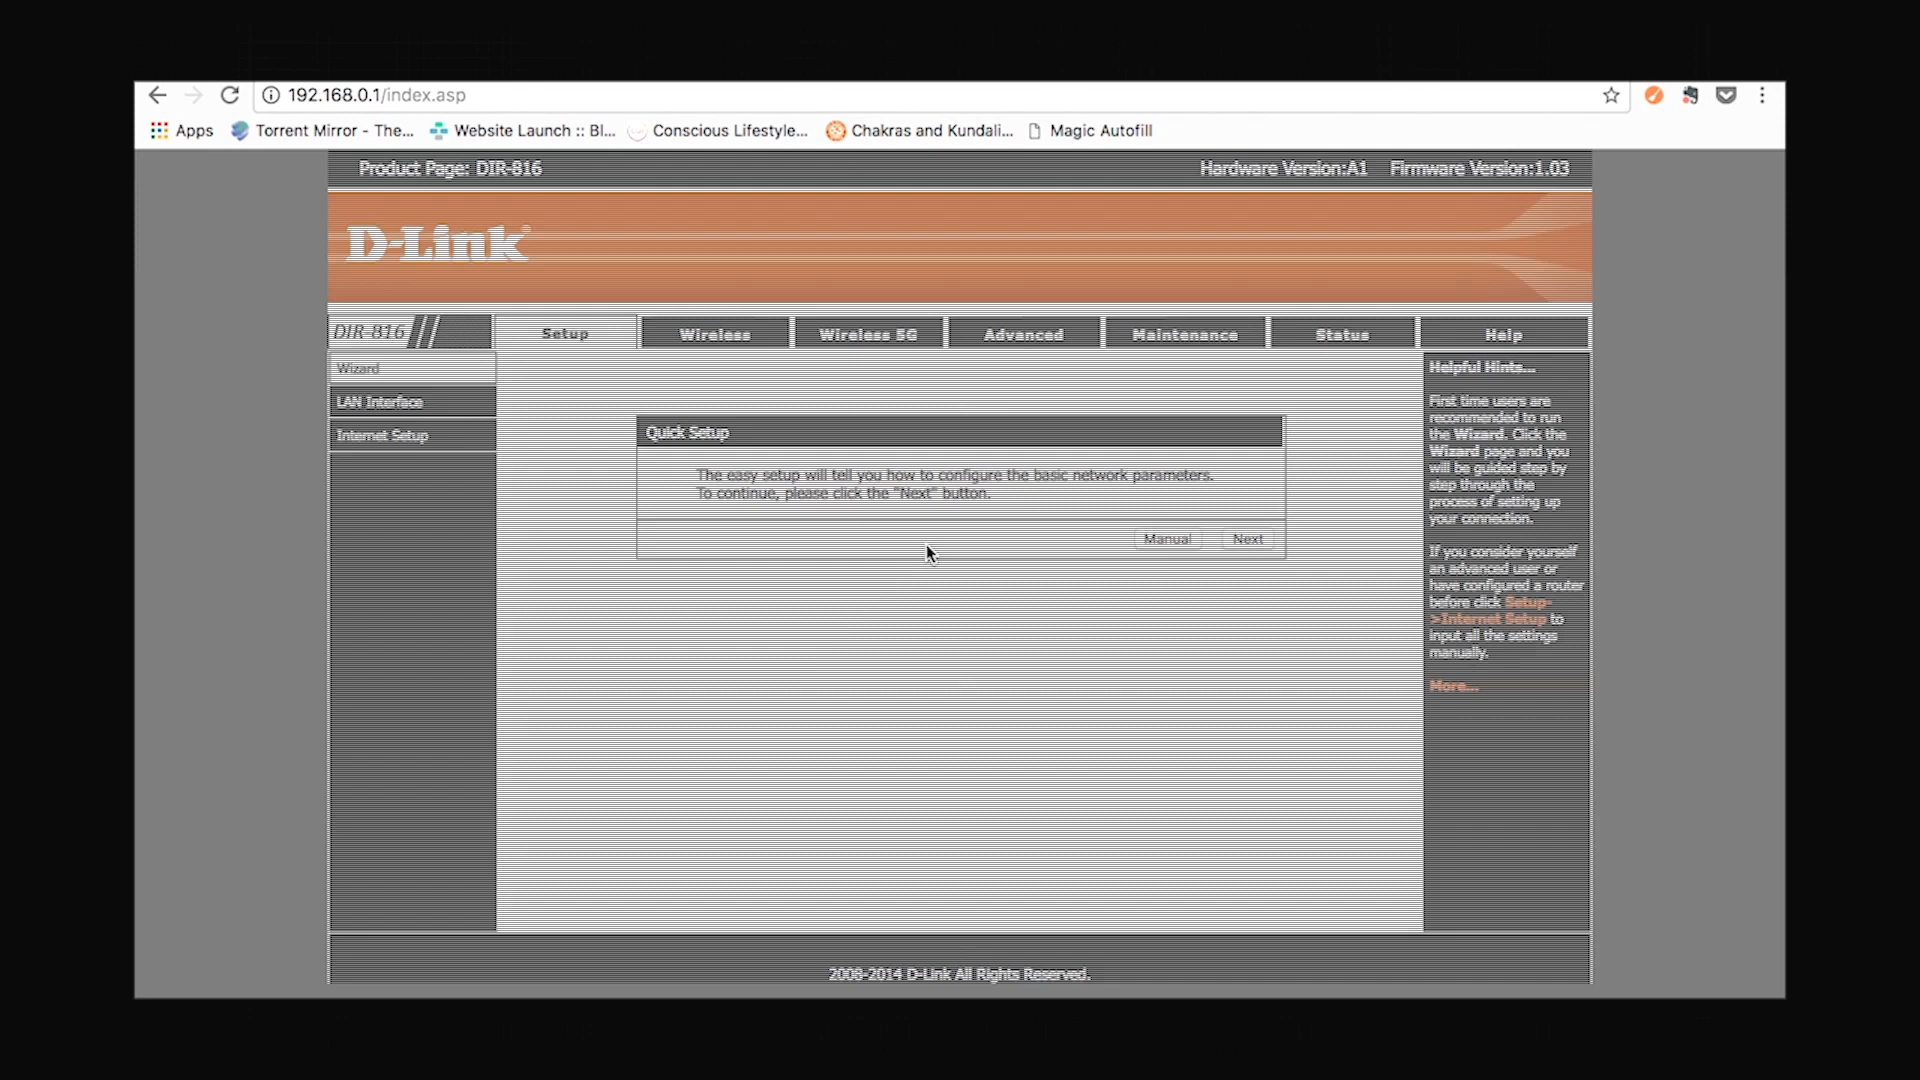 192.168.0.1/index.asp
Apps Torrent Mirror - The... Website Launch :: Bl... Conscious Lifestyle... Chakras and Kundali... Magic Autofill
Product Page: DIR-816 Hardware Version:A1 Firmware Version:1.03
D-Link
DIR-816 Setup Wireless Wireless 5G Advanced Maintenance Status Help
Wizard
LAN Interface
Internet Setup
Quick Setup
The easy setup will tell you how to configure the basic network parameters.
To continue, please click the "Next" button.
Manual Next
Helpful Hints...
First time users are
recommended to run
the Wizard. Click the
Wizard page and you
will be guided step by
step through the
process of setting up
your connection.
If you consider yourself
an advanced user or
have configured a router
before click Setup-
>Internet Setup to
input all the settings
manually.
More...
2008-2014 D-Link All Rights Reserved.